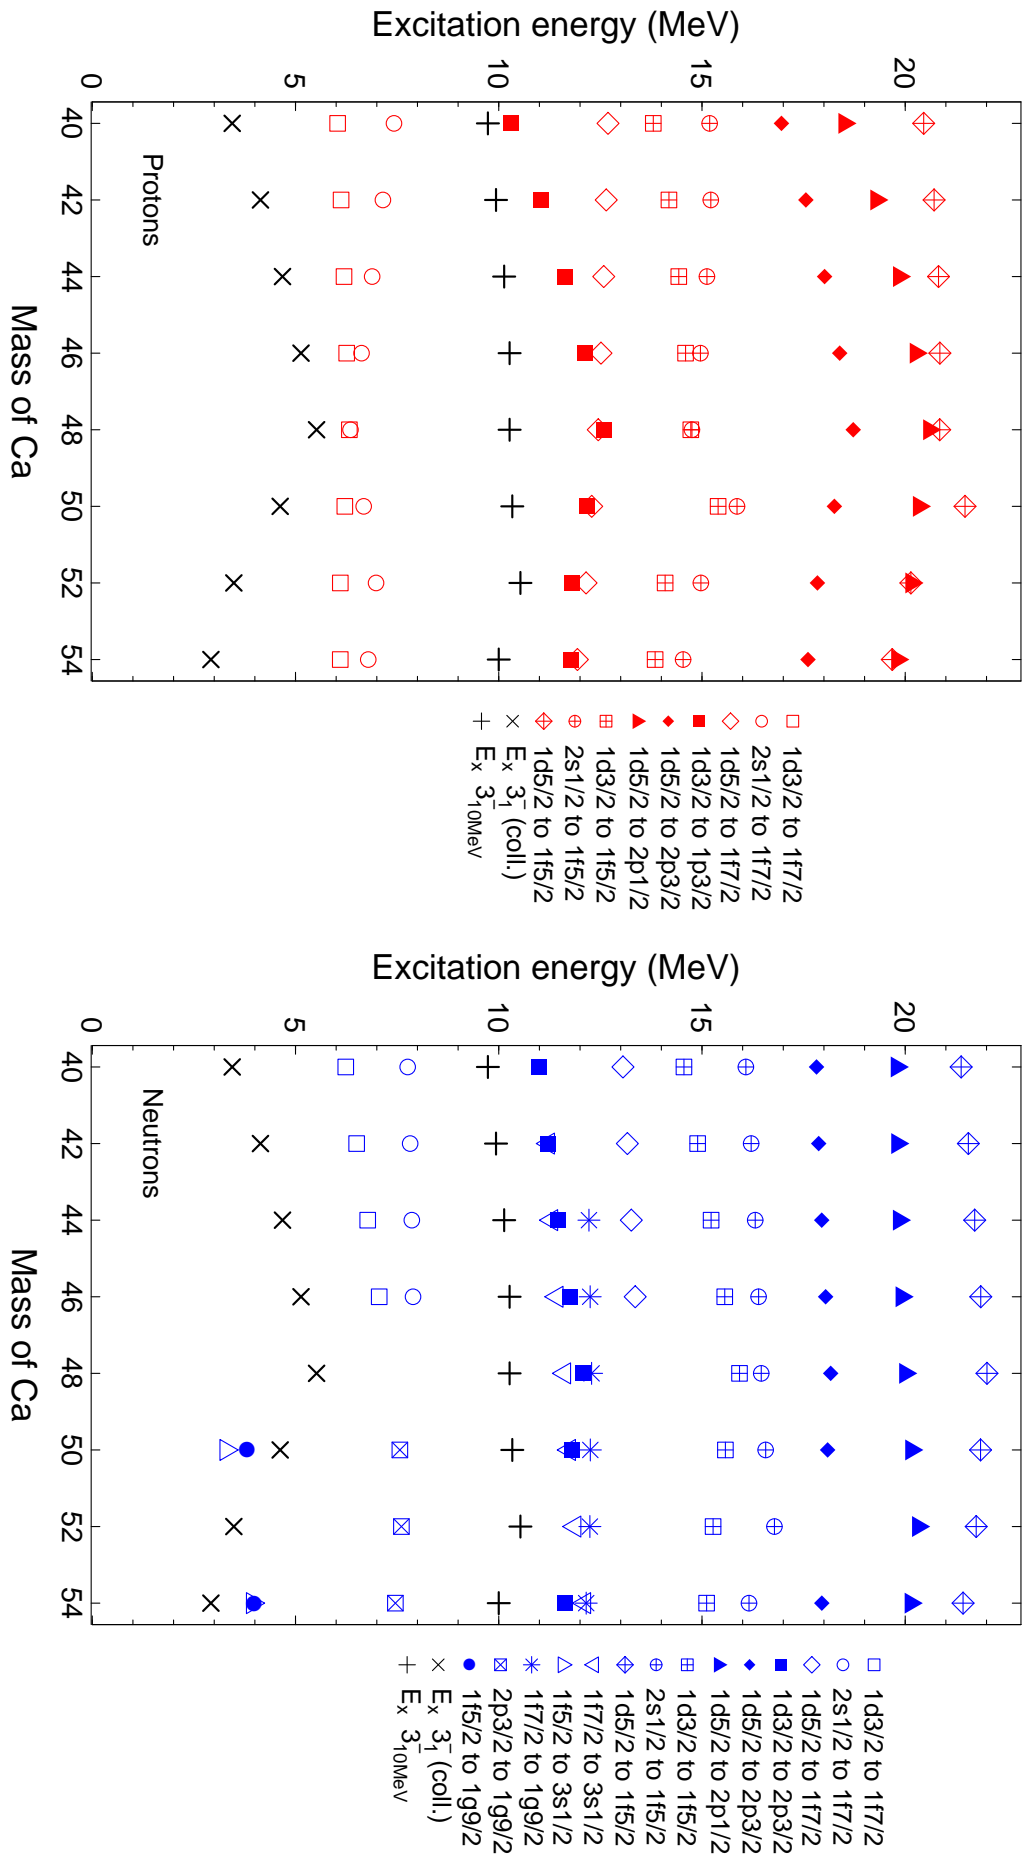 Excitation energy (MeV)
0
5
10
15
20
40
42
44
46
48
50
52
54
Protons
Mass of Ca
1d3/2 to 1f7/2
2s1/2 to 1f7/2
1d5/2 to 1f7/2
1d3/2 to 1p3/2
1d5/2 to 2p3/2
1d5/2 to 2p1/2
1d3/2 to 1f5/2
2s1/2 to 1f5/2
1d5/2 to 1f5/2
Eₓ 3₁⁻ (coll.)
Eₓ 3⁻₁₀MeV
Excitation energy (MeV)
0
5
10
15
20
40
42
44
46
48
50
52
54
Neutrons
Mass of Ca
1d3/2 to 1f7/2
2s1/2 to 1f7/2
1d5/2 to 1f7/2
1d3/2 to 2p3/2
1d5/2 to 2p3/2
1d5/2 to 2p1/2
1d3/2 to 1f5/2
2s1/2 to 1f5/2
1d5/2 to 1f5/2
1f7/2 to 3s1/2
1f5/2 to 3s1/2
1f7/2 to 1g9/2
2p3/2 to 1g9/2
1f5/2 to 1g9/2
Eₓ 3₁⁻ (coll.)
Eₓ 3⁻₁₀MeV